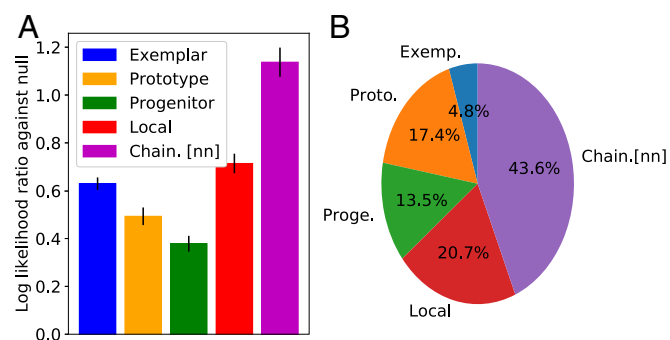 A
Log likelihood ratio against null
1.2
1.0
0.8
0.6
0.4
0.2
0.0
Exemplar
Prototype
Progenitor
Local
Chain. [nn]
B
Exemp.
4.8%
Proto.
17.4%
Chain.[nn]
43.6%
Proge.
13.5%
20.7%
Local